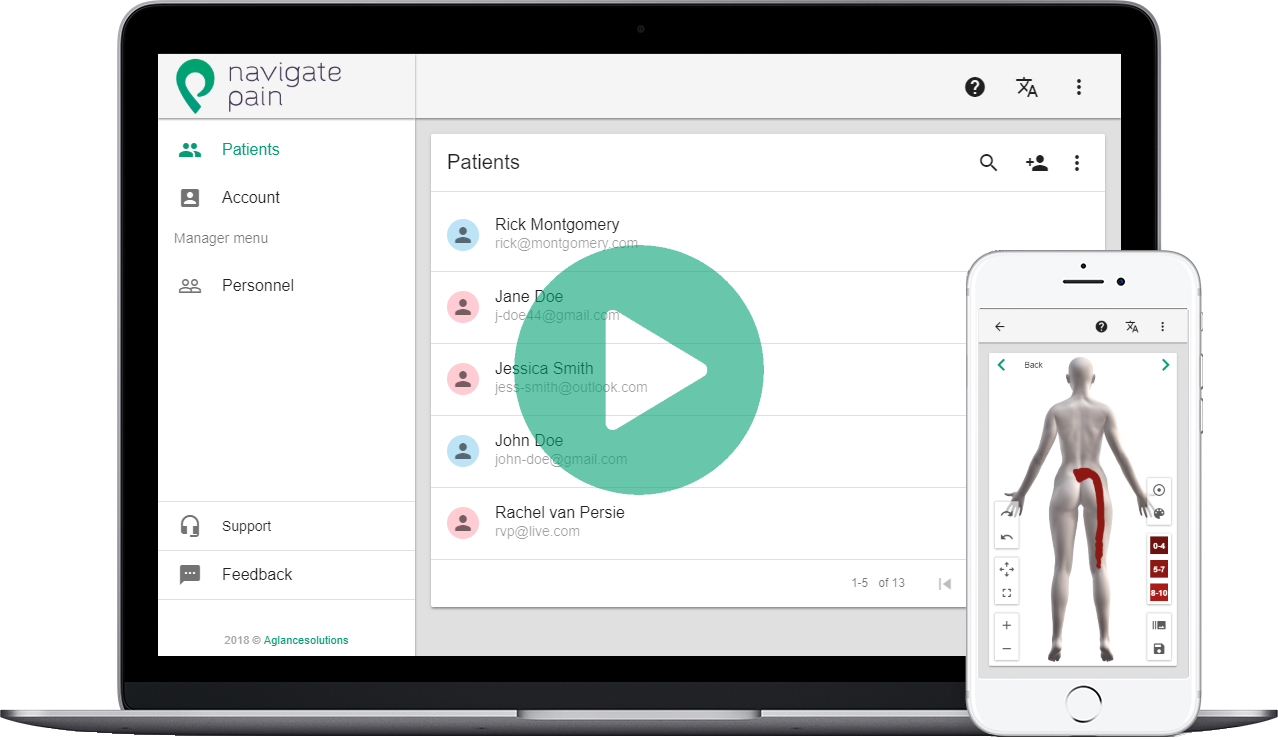 navigate
pain
Patients
Account
Manager menu
Personnel
Support
Feedback
2018 © Aglancesolutions
Patients
Rick Montgomery
rick@montgomery.com
Jane Doe
j-doe44@gmail.com
Jessica Smith
jess-smith@outlook.com
John Doe
john-doe@gmail.com
Rachel van Persie
rvp@live.com
1-5 of 13
Back
0-4
5-7
8-10